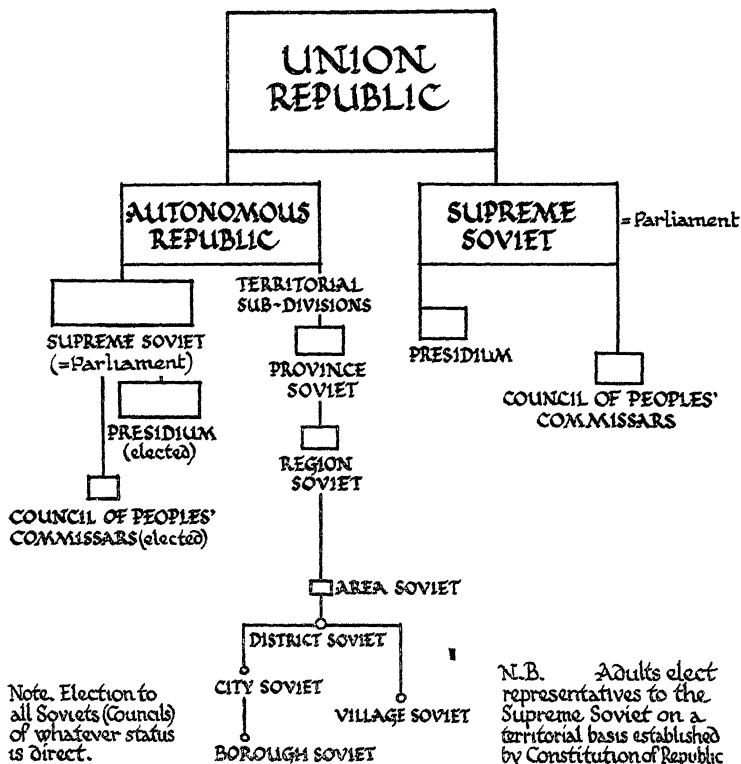 UNION
REPUBLIC
AUTONOMOUS
REPUBLIC
SUPREME
SOVIET
=Parliament
TERRITORIAL
SUB-DIVISIONS
SUPREME SOVIET
(=Parliament)
PRESIDIUM
(elected)
COUNCIL OF PEOPLES'
COMMISSARS (elected)
PROVINCE
SOVIET
REGION
SOVIET
PRESIDIUM
COUNCIL OF PEOPLES'
COMMISSARS
AREA SOVIET
DISTRICT SOVIET
CITY SOVIET
VILLAGE SOVIET
BOROUGH SOVIET
Note. Election to
all Soviets (Councils)
of whatever status
is direct.
N.B. Adults elect
representatives to the
Supreme Soviet on a
territorial basis established
by Constitution of Republic